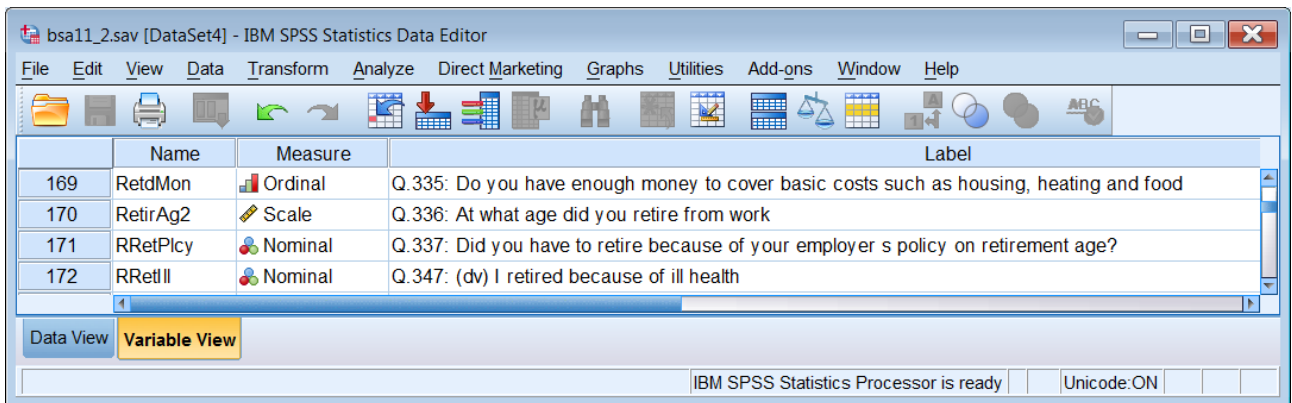 bsa11_2.sav [DataSet4] - IBM SPSS Statistics Data Editor
File Edit View Data Transform Analyze Direct Marketing Graphs Utilities Add-ons Window Help
μ A 1 ABC
Name Measure Label
169 RetdMon Ordinal Q.335: Do you have enough money to cover basic costs such as housing, heating and food
170 RetirAg2 Scale Q.336: At what age did you retire from work
171 RRetPlcy Nominal Q.337: Did you have to retire because of your employer s policy on retirement age?
172 RRetIll Nominal Q.347: (dv) I retired because of ill health
Data View Variable View
IBM SPSS Statistics Processor is ready Unicode:ON